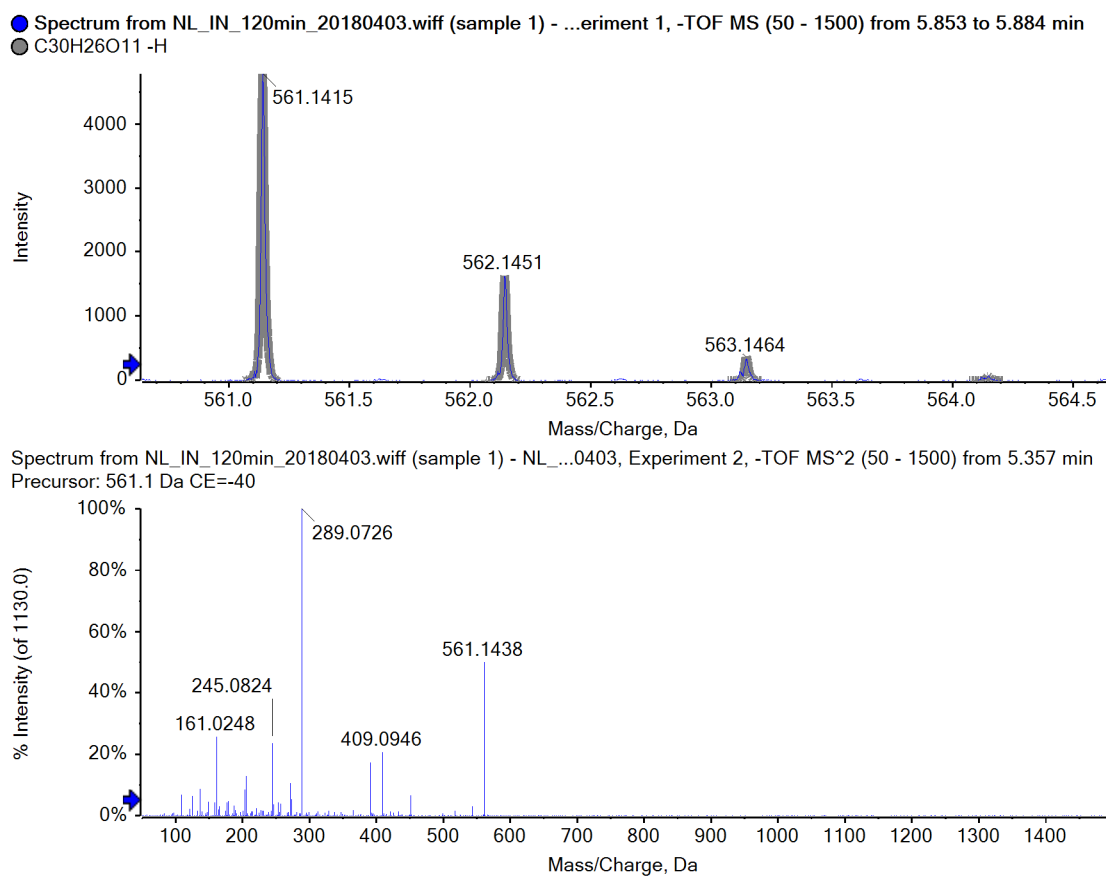 Spectrum from NL_IN_120min_20180403.wiff (sample 1) - ...eriment 1, -TOF MS (50 - 1500) from 5.853 to 5.884 min
C30H26O11 -H
561.1415
4000
3000
Intensity
2000
562.1451
1000
563.1464
0
561.0 561.5 562.0 562.5 563.0 563.5 564.0 564.5
Mass/Charge, Da
Spectrum from NL_IN_120min_20180403.wiff (sample 1) - NL_...0403, Experiment 2, -TOF MS^2 (50 - 1500) from 5.357 min
Precursor: 561.1 Da CE=-40
100%
289.0726
80%
60%
% Intensity (of 1130.0)
561.1438
40%
245.0824
161.0248
409.0946
20%
0%
100 200 300 400 500 600 700 800 900 1000 1100 1200 1300 1400
Mass/Charge, Da